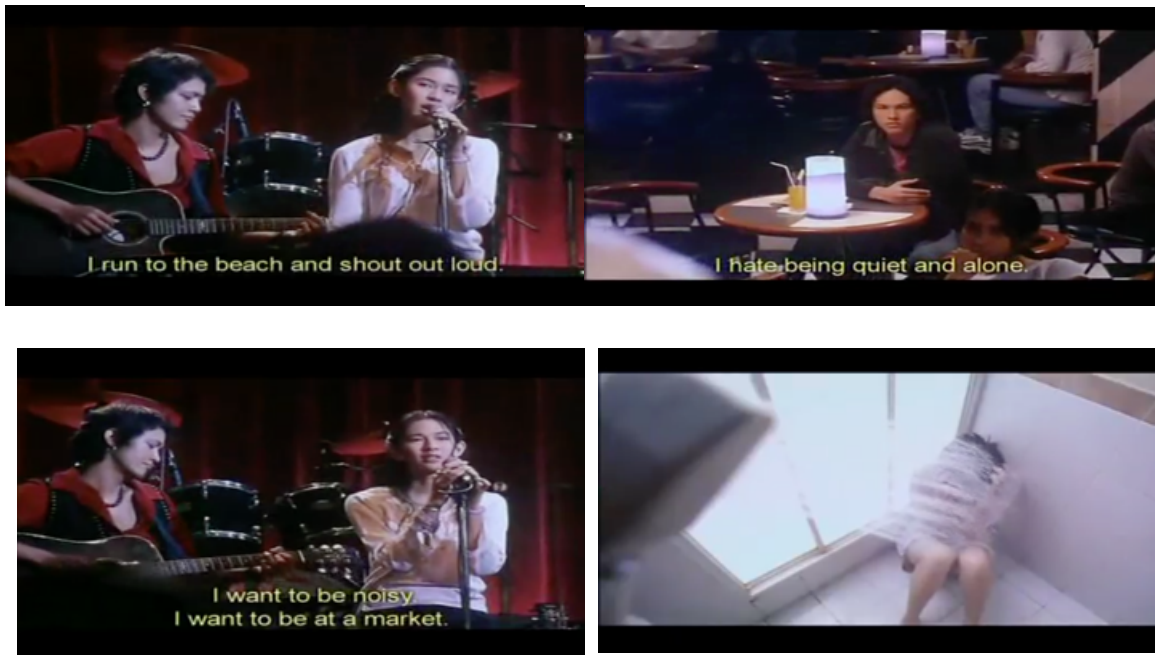 I run to the beach and shout out loud.
I hate being quiet and alone.
I want to be noisy.
I want to be at a market.